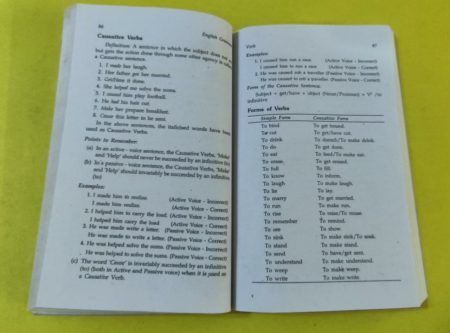 86
English Grammar
Causative Verbs
Definition: A sentence in which the subject does not
but gets the action done through some other agency is called
a Causative Sentence.
1. I made her laugh.
2. Her father got her married.
3. Get/How it done.
4. She helped me solve the sums.
5. I caused him play football.
6. He had his hair cut.
7. Make her prepare breakfast.
8. Cause this letter to be sent.
In the above sentences, the italicised words have been
used as Causative Verbs.
Points to Remember:
(a) In an active - voice sentence, the Causative Verbs, 'Make'
and 'Help' should never be succeeded by an infinitive (to)
(b) In a passive - voice sentence, the Causative Verbs, 'Make'
and 'Help' should invariably be succeeded by an infinitive
(to)
Examples:
1. I made him to realise. (Active Voice - Incorrect)
I made him realise. (Active Voice - Correct)
2. I helped him to carry the load. (Active Voice - Incorrect)
I helped him carry the load. (Active Voice - Correct)
3. He was made write a letter. (Passive Voice - Incorrect)
He was made to write a letter. (Passive Voice - Correct)
4. He was helped solve the sums. (Passive Voice - Incorrect)
He was helped to solve the sums. (Passive Voice - Correct)
(c) The word 'Cause' is invariably succeeded by an infinitive
(to) (both in Active and Passive voice) when it is used as
a Causative Verb.
Verb
87
Examples:
1. I caused him run a race. (Active Voice - Incorrect)
I caused him to run a race. (Active Voice - Correct)
2. He was caused rob a traveller. (Passive Voice - Incorrect)
He was caused to rob a traveller. (Passive Voice - Correct)
Form of the Causative Sentence.
Subject + get/have + object (Noun/Pronoun) + V³ /to
infinitive
Forms of Verbs
Simple Form Causative Form
To bind To get bound.
To cut To get/have cut.
To drink To drench/To make drink.
To do To get done.
To eat To feed/To make eat.
To erase To get erased.
To full To fill.
To know To inform.
To laugh To make laugh.
To lie To lay.
To marry To get married.
To run To make run.
To rise To raise/To rouse.
To remember To remind.
To see To show.
To sink To make sink/To soak.
To stand To make stand.
To send To have/get sent.
To understand To make understand.
To weep To make weep.
To write To make write.